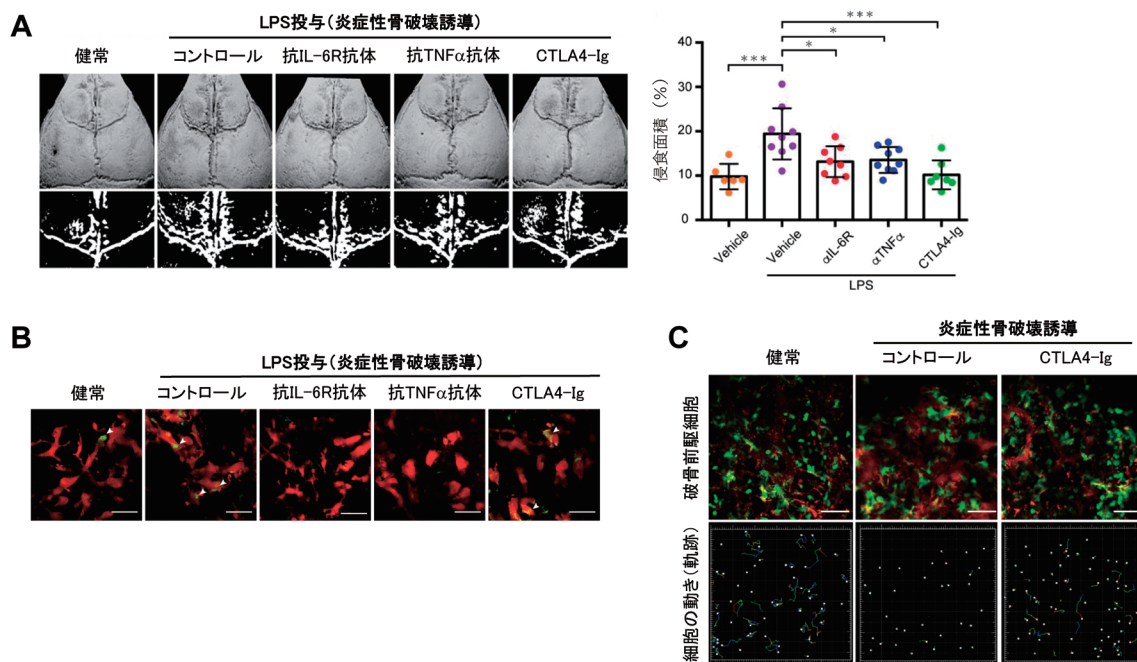 A
LPS投与(炎症性骨破壊誘導)
健常
コントロール
抗IL-6R抗体
抗TNFα抗体
CTLA4-Ig
侵食面積(%)
40
30
20
10
0
***
*
*
***
Vehicle
Vehicle
αIL-6R
αTNFα
CTLA4-Ig
LPS
B
LPS投与(炎症性骨破壊誘導)
健常
コントロール
抗IL-6R抗体
抗TNFα抗体
CTLA4-Ig
C
炎症性骨破壊誘導
健常
コントロール
CTLA4-Ig
破骨前駆細胞
細胞の動き(軌跡)